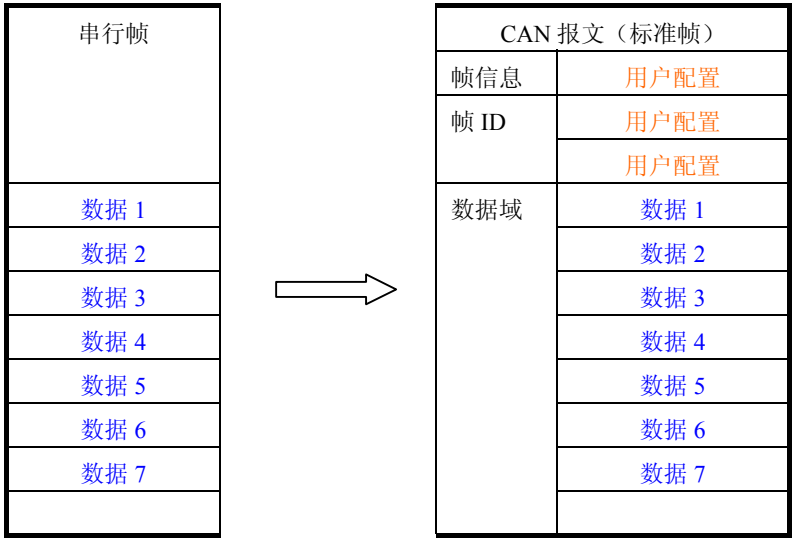 串行帧
数据 1
数据 2
数据 3
数据 4
数据 5
数据 6
数据 7
CAN 报文（标准帧）
帧信息 用户配置
帧 ID 用户配置
用户配置
数据域 数据 1
数据 2
数据 3
数据 4
数据 5
数据 6
数据 7